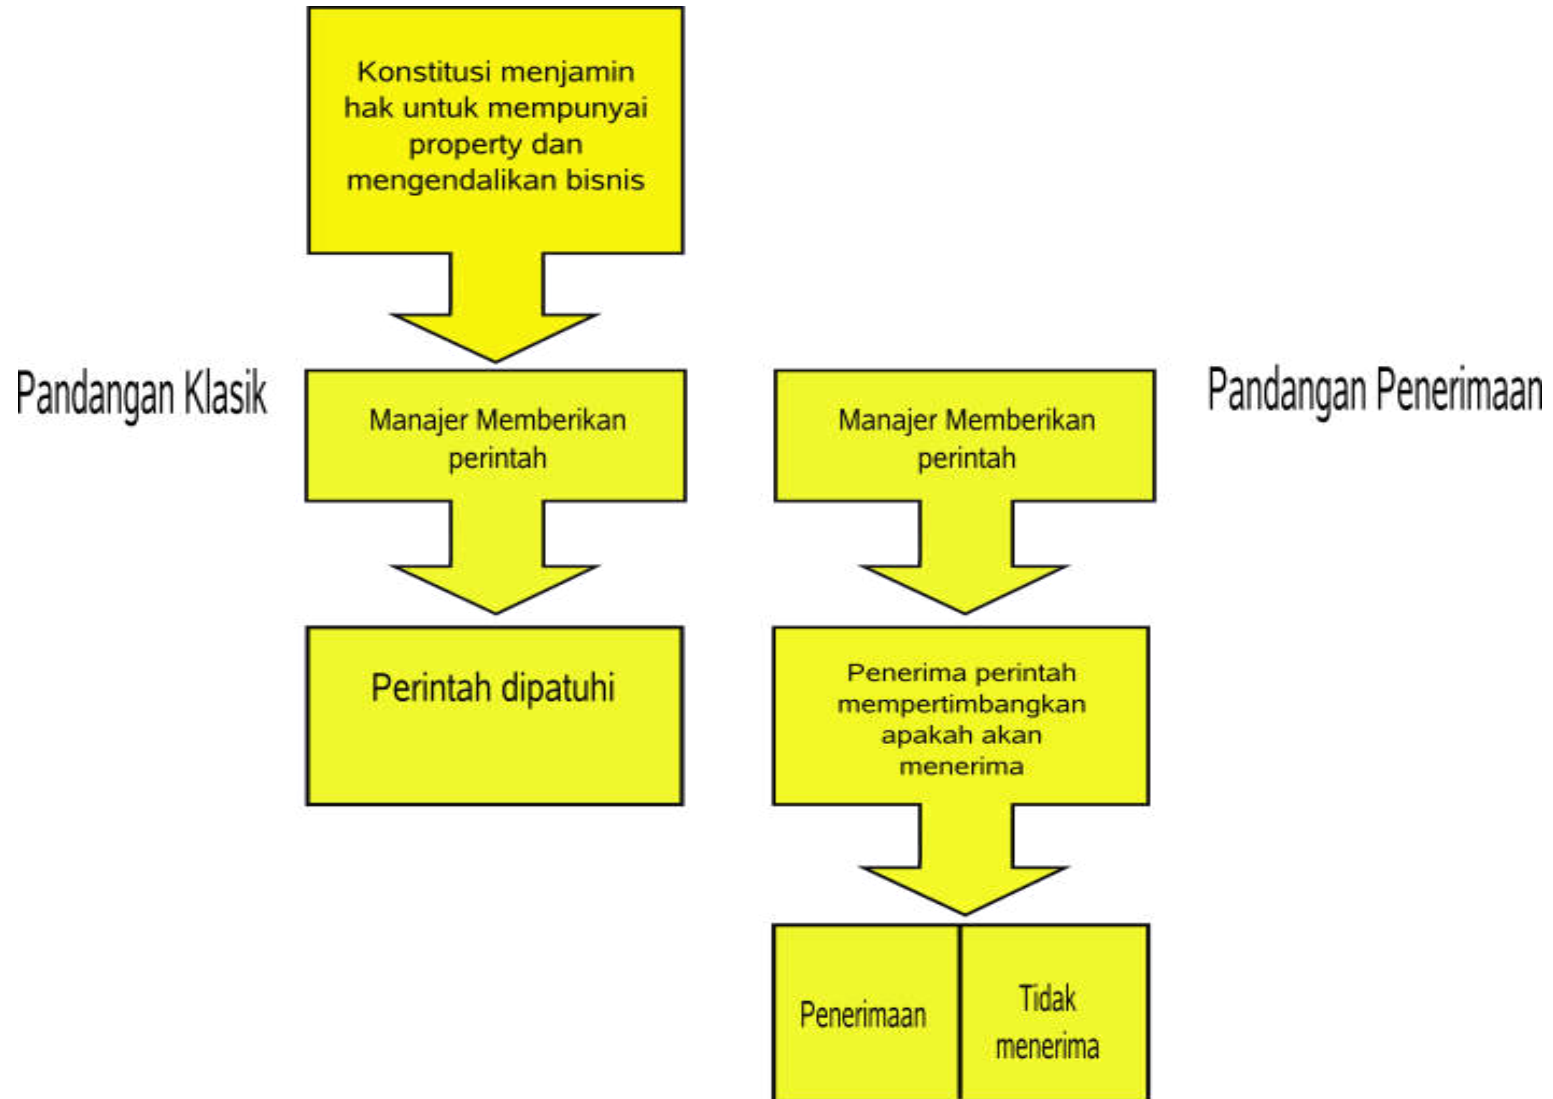 Konstitusi menjamin
hak untuk mempunyai
property dan
mengendalikan bisnis
Pandangan Klasik
Manajer Memberikan
perintah
Perintah dipatuhi
Pandangan Penerimaan
Manajer Memberikan
perintah
Penerima perintah
mempertimbangkan
apakah akan
menerima
Penerimaan
Tidak
menerima